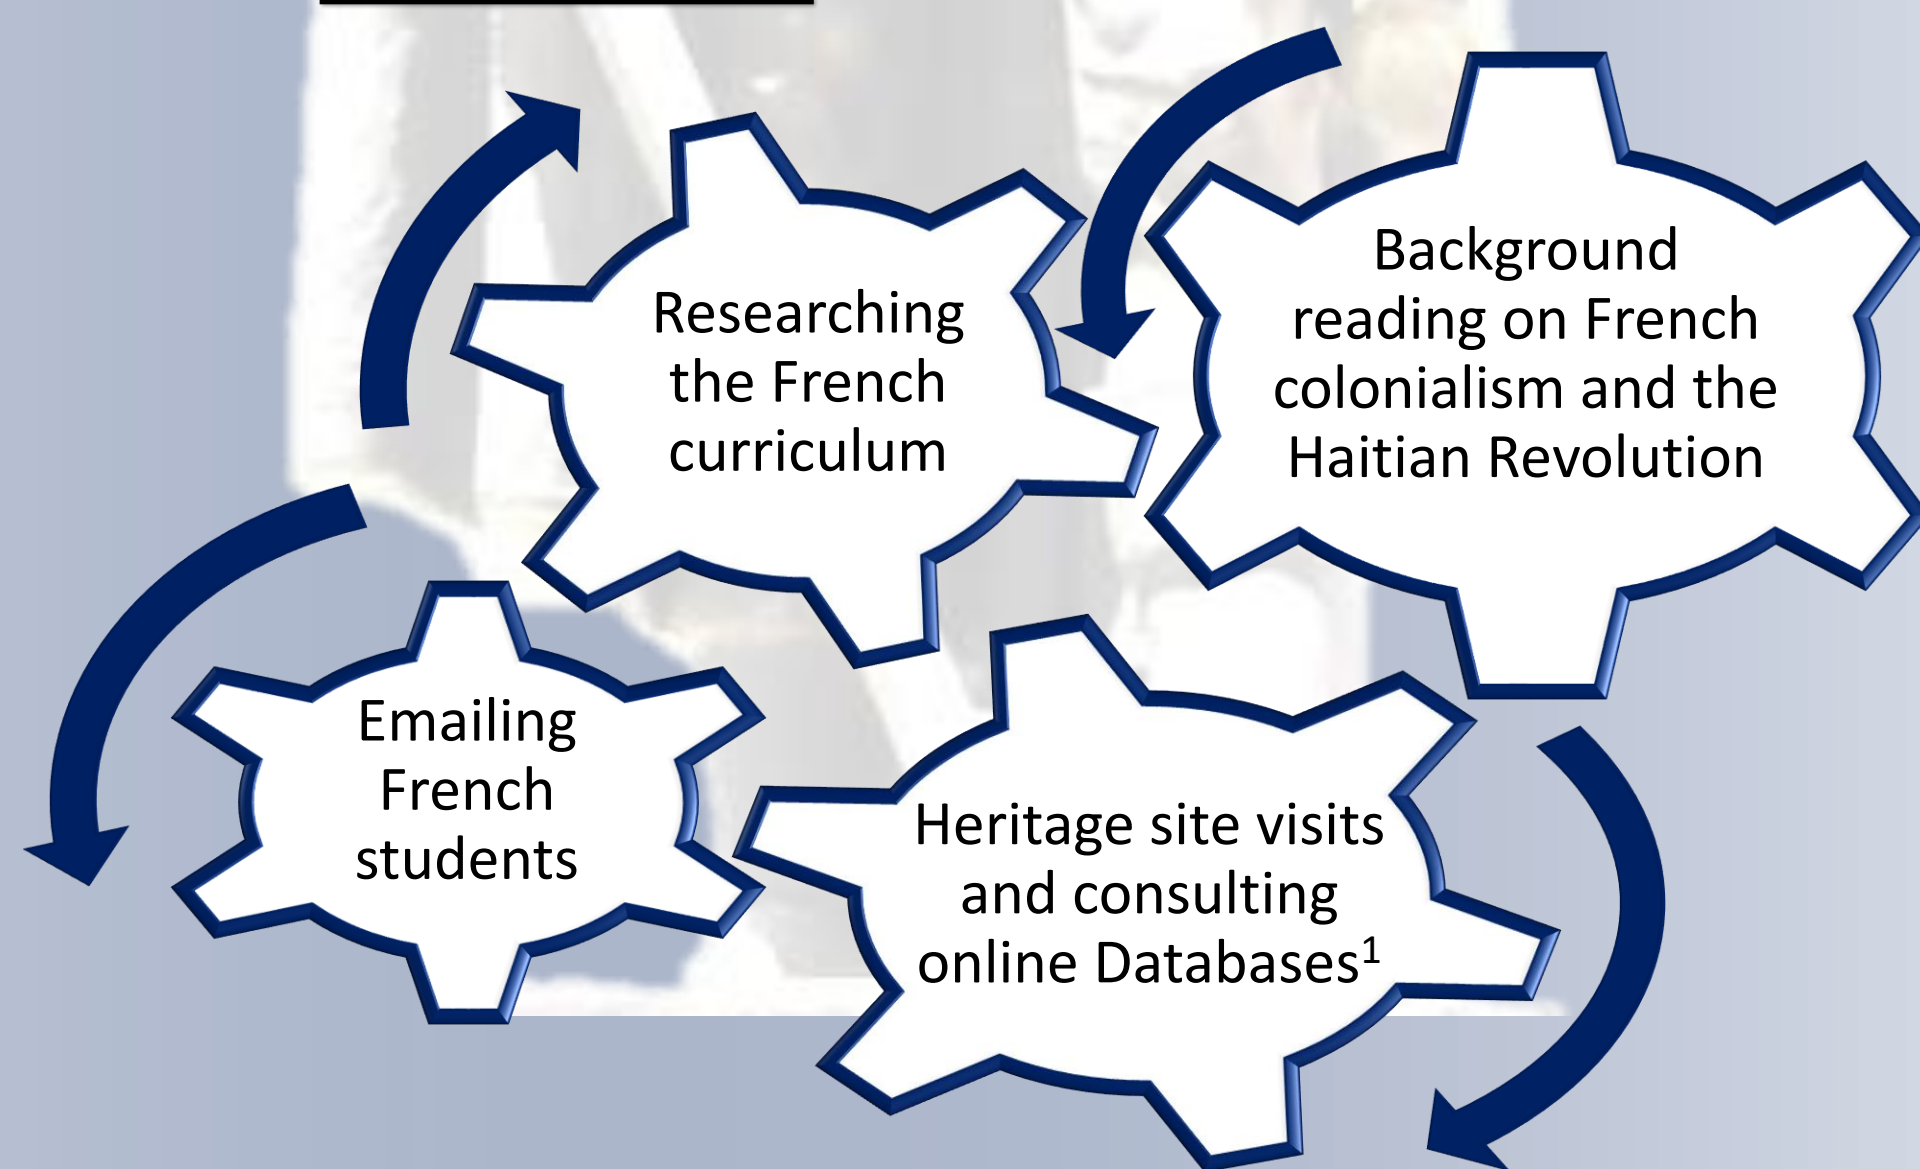 Researching
the French
curriculum
Background
reading on French
colonialism and the
Haitian Revolution
Emailing
French
students
Heritage site visits
and consulting
online Databases¹